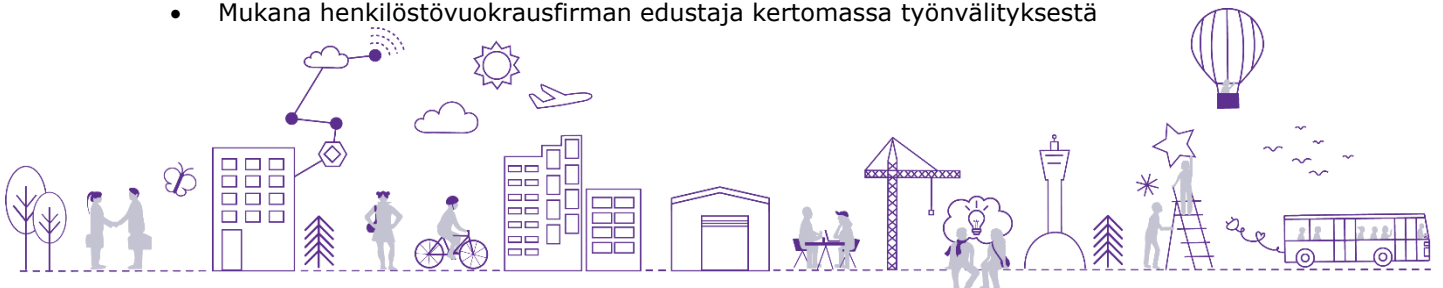 • Mukana henkilöstövuokrausfirman edustaja kertomassa työnvälityksestä